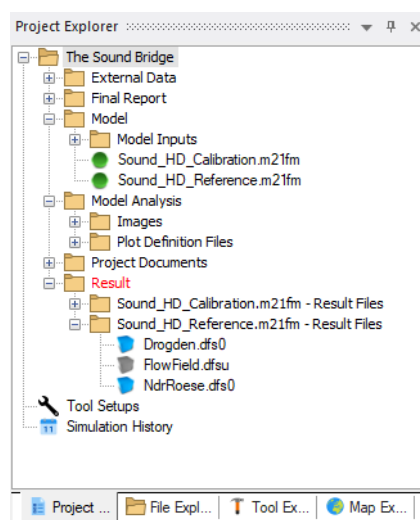 Project Explorer
The Sound Bridge
External Data
Final Report
Model
Model Inputs
Sound_HD_Calibration.m21fm
Sound_HD_Reference.m21fm
Model Analysis
Images
Plot Definition Files
Project Documents
Result
Sound_HD_Calibration.m21fm - Result Files
Sound_HD_Reference.m21fm - Result Files
Drogden.dfs0
FlowField.dfsu
NdrRoese.dfs0
Tool Setups
11 Simulation History
Project ... File Expl... Tool Ex... Map Ex...